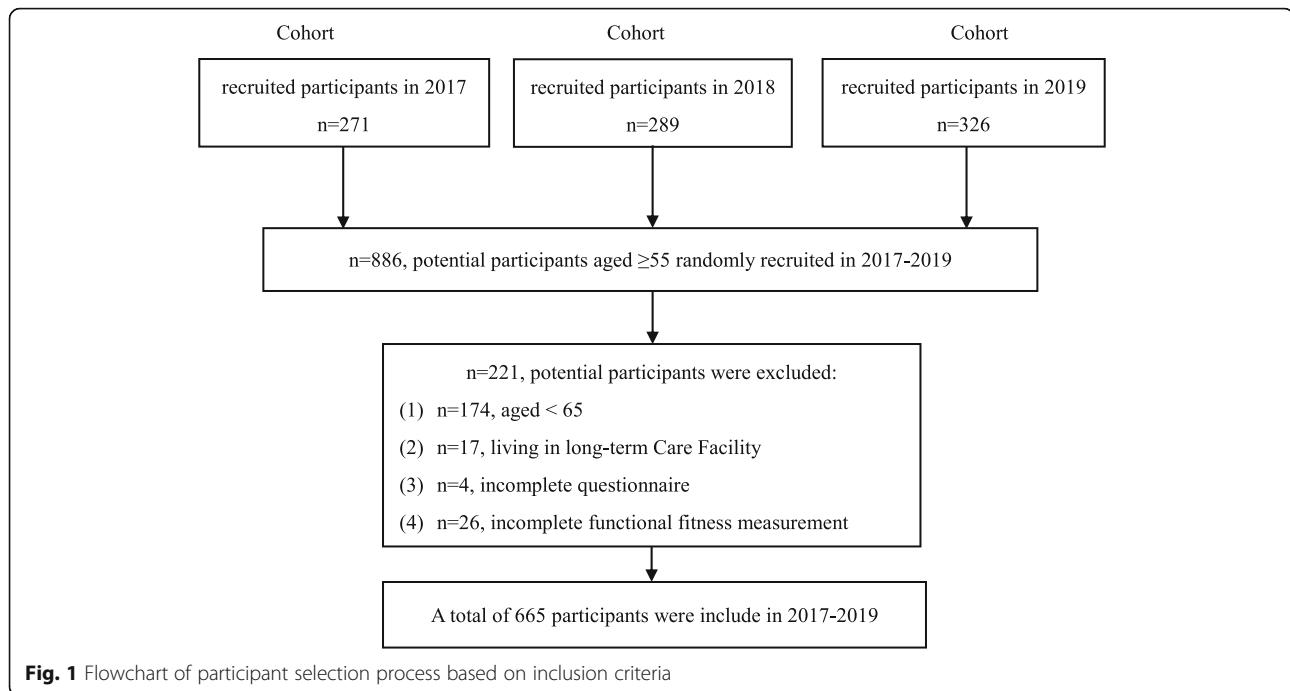 Cohort Cohort Cohort
recruited participants in 2017
n=271
recruited participants in 2018
n=289
recruited participants in 2019
n=326
n=886, potential participants aged ≥55 randomly recruited in 2017-2019
n=221, potential participants were excluded:
(1) n=174, aged < 65
(2) n=17, living in long-term Care Facility
(3) n=4, incomplete questionnaire
(4) n=26, incomplete functional fitness measurement
A total of 665 participants were include in 2017-2019
Fig. 1 Flowchart of participant selection process based on inclusion criteria